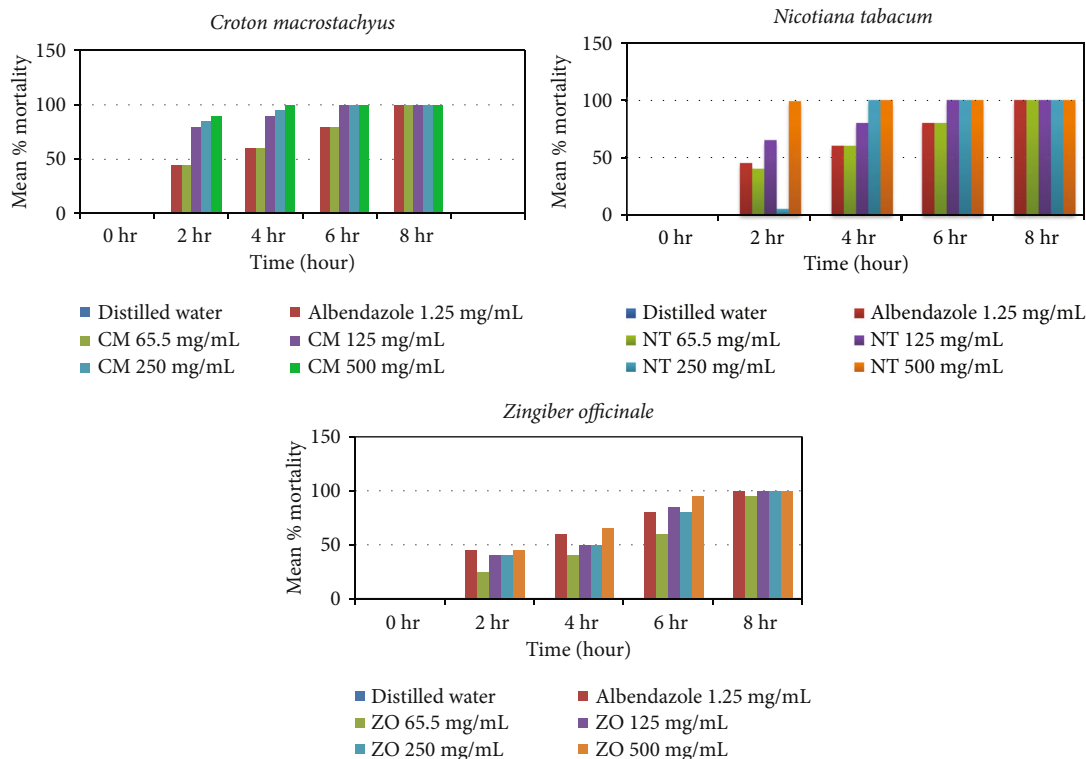 Croton macrostachyus
150
100
50
0
Mean % mortality
0 hr 2 hr 4 hr 6 hr 8 hr
Time (hour)
Distilled water Albendazole 1.25 mg/mL
CM 65.5 mg/mL CM 125 mg/mL
CM 250 mg/mL CM 500 mg/mL
Nicotiana tabacum
150
100
50
0
Mean % mortality
0 hr 2 hr 4 hr 6 hr 8 hr
Time (hour)
Distilled water Albendazole 1.25 mg/mL
NT 65.5 mg/mL NT 125 mg/mL
NT 250 mg/mL NT 500 mg/mL
Zingiber officinale
150
100
50
0
Mean % mortality
0 hr 2 hr 4 hr 6 hr 8 hr
Time (hour)
Distilled water Albendazole 1.25 mg/mL
ZO 65.5 mg/mL ZO 125 mg/mL
ZO 250 mg/mL ZO 500 mg/mL